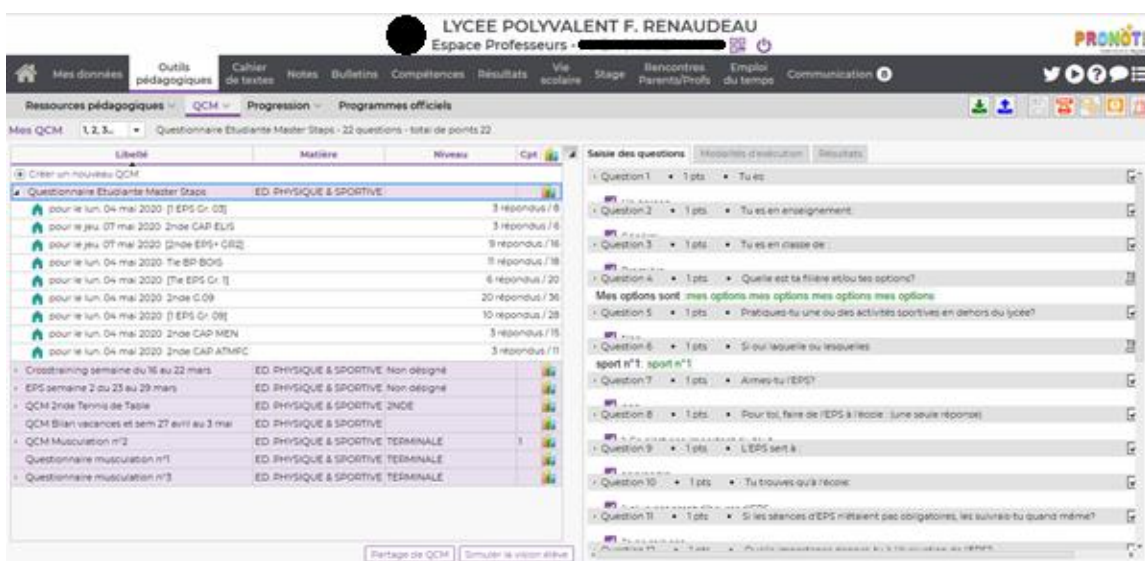 LYCEE POLYVALENT F. RENAUDEAU
Espace Professeurs -
PRONOT
Mes données
Outils pédagogiques
Cahier de textes
Notes
Bulletins
Compétences
Résultats
Vie scolaire
Stage
Rencontres Parents/Profs
Emploi du temps
Communication 0
Ressources pédagogiques
QCM
Progression
Programmes officiels
Mes QCM 1, 2, 3... Questionnaire Etudiante Master Staps - 22 questions - total de points 22
Libellé Matière Niveau Cpt
Créer un nouveau QCM
Questionnaire Etudiante Master Staps ED. PHYSIQUE & SPORTIVE
pour le lun. 04 mai 2020 [1 EPS Gr. 03] 3 répondus / 8
pour le jeu. 07 mai 2020 2nde CAP ELIS 3 répondus / 6
pour le jeu. 07 mai 2020 [2nde EPS+ GR2] 9 répondus / 16
pour le lun. 04 mai 2020 Tle BP BOIS 11 répondus / 18
pour le lun. 04 mai 2020 [Tle EPS Gr. 1] 6 répondus / 20
pour le lun. 04 mai 2020 2nde G.09 20 répondus / 36
pour le lun. 04 mai 2020 [1 EPS Gr. 09] 10 répondus / 28
pour le lun. 04 mai 2020 2nde CAP MEN 3 répondus / 15
pour le lun. 04 mai 2020 2nde CAP ATMFC 3 répondus / 11
Crosstraining semaine du 16 au 22 mars ED. PHYSIQUE & SPORTIVE Non désigné
EPS semaine 2 du 23 au 29 mars ED. PHYSIQUE & SPORTIVE Non désigné
QCM 2nde Tennis de Table ED. PHYSIQUE & SPORTIVE 2NDE
QCM Bilan vacances et sem 27 avril au 3 mai ED. PHYSIQUE & SPORTIVE
QCM Musculation n°2 ED. PHYSIQUE & SPORTIVE TERMINALE 1
Questionnaire musculation n°1 ED. PHYSIQUE & SPORTIVE TERMINALE
Questionnaire musculation n°3 ED. PHYSIQUE & SPORTIVE TERMINALE
Partage de QCM
Simuler la vision élève
Saisie des questions
Modalités d'exécution
Résultats
Question 1 • 1 pts • Tu es:
Question 2 • 1 pts • Tu es en enseignement:
Question 3 • 1 pts • Tu es en classe de :
Question 4 • 1 pts • Quelle est ta filière et/ou tes options?
Mes options sont :mes options mes options mes options mes options
Question 5 • 1 pts • Pratiques-tu une ou des activités sportives en dehors du lycée?
Question 6 • 1 pts • Si oui laquelle ou lesquelles
sport n°1: sport n°1
Question 7 • 1 pts • Aimes-tu l'EPS?
Question 8 • 1 pts • Pour toi, faire de l'EPS à l'école : (une seule réponse)
Question 9 • 1 pts • L'EPS sert à :
Question 10 • 1 pts • Tu trouves qu'à l'école:
Question 11 • 1 pts • Si les séances d'EPS n'étaient pas obligatoires, les suivrais-tu quand même?